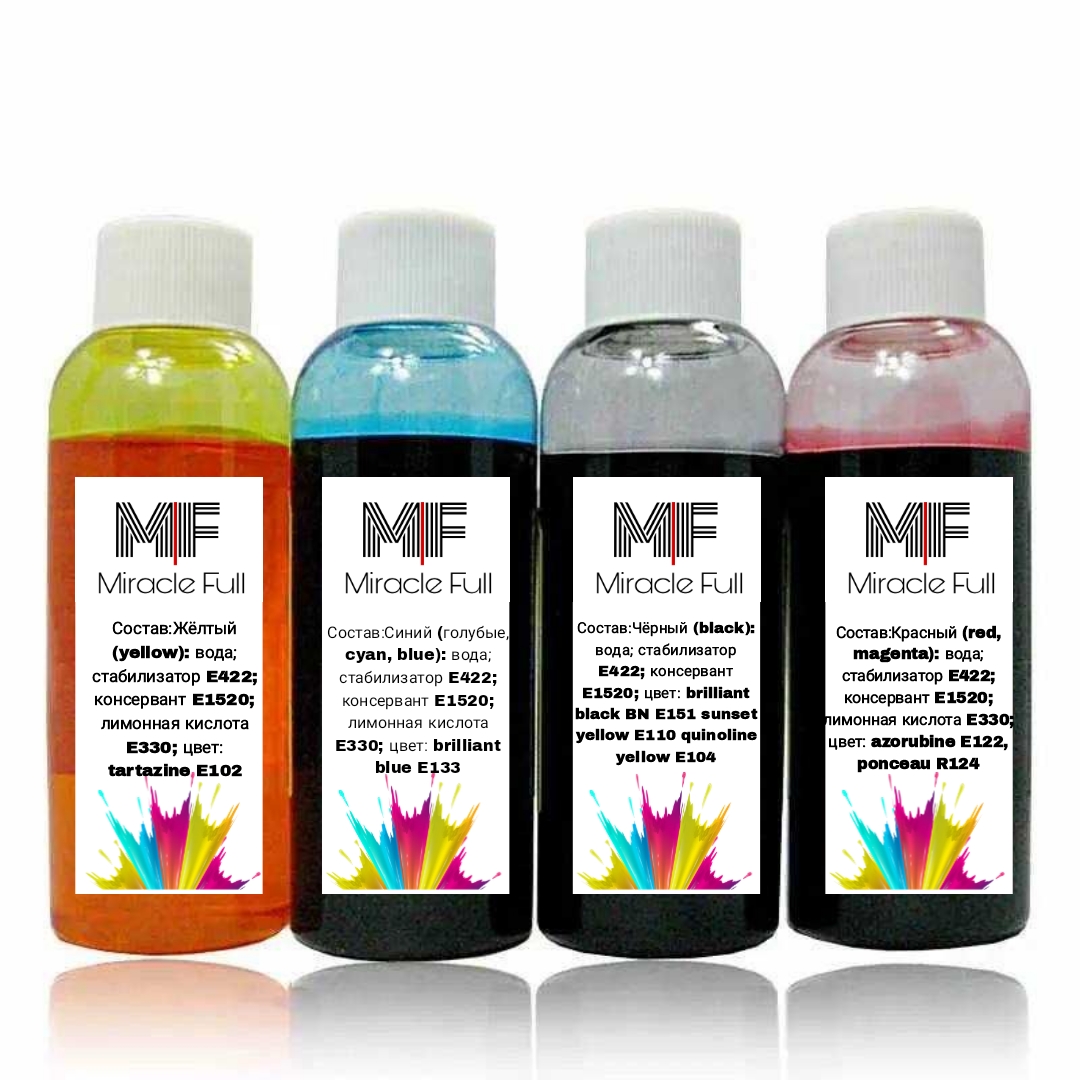 MF
Miracle Full
Состав:Жёлтый
(yellow): вода;
стабилизатор E422;
консервант E1520;
лимонная кислота
E330; цвет:
tartazine E102
MF
Miracle Full
Состав:Синий (голубые,
cyan, blue): вода;
стабилизатор E422;
консервант E1520;
лимонная кислота
E330; цвет: brilliant
blue E133
MF
Miracle Full
Состав:Чёрный (black):
вода; стабилизатор
E422; консервант
E1520; цвет: brilliant
black BN E151 sunset
yellow E110 quinoline
yellow E104
MF
Miracle Full
Состав:Красный (red,
magenta): вода;
стабилизатор E422;
консервант E1520;
лимонная кислота E330;
цвет: azorubine E122,
ponceau R124